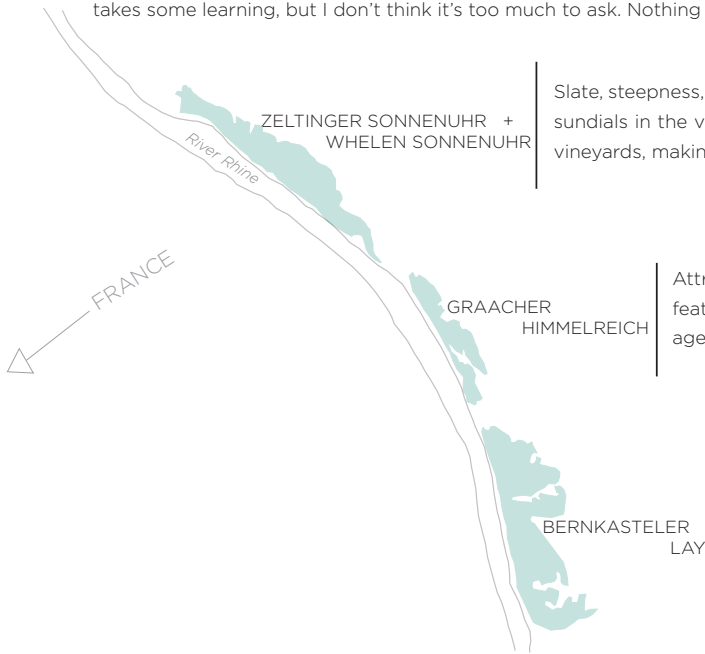 takes some learning, but I don't think it's too much to ask. Nothing
Slate, steepness,
ZELTINGER SONNENUHR +
sundials in the v
WHELEN SONNENUHR
vineyards, makin
River Rhine
FRANCE
Attr
GRAACHER
feat
HIMMELREICH
age
BERNKASTELER
LAY